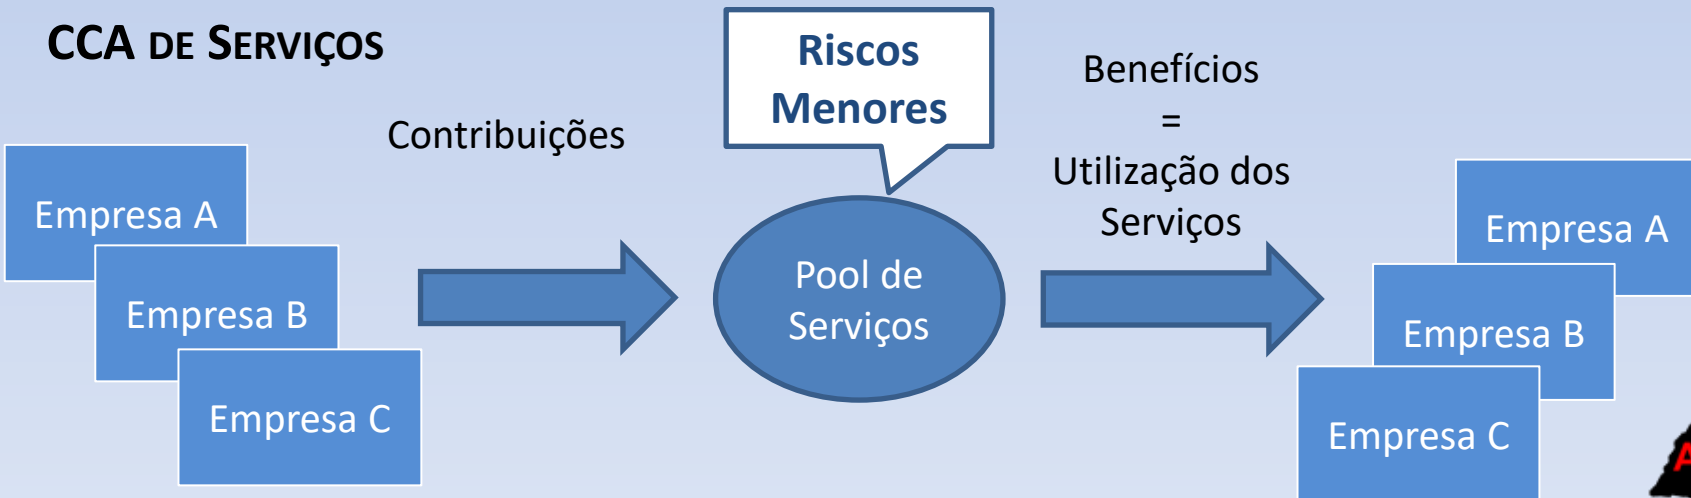 CCA DE SERVIÇOS
Riscos
Menores
Contribuições
Benefícios
=
Utilização dos
Serviços
Empresa A
Empresa B
Empresa C
Pool de
Serviços
Empresa A
Empresa B
Empresa C